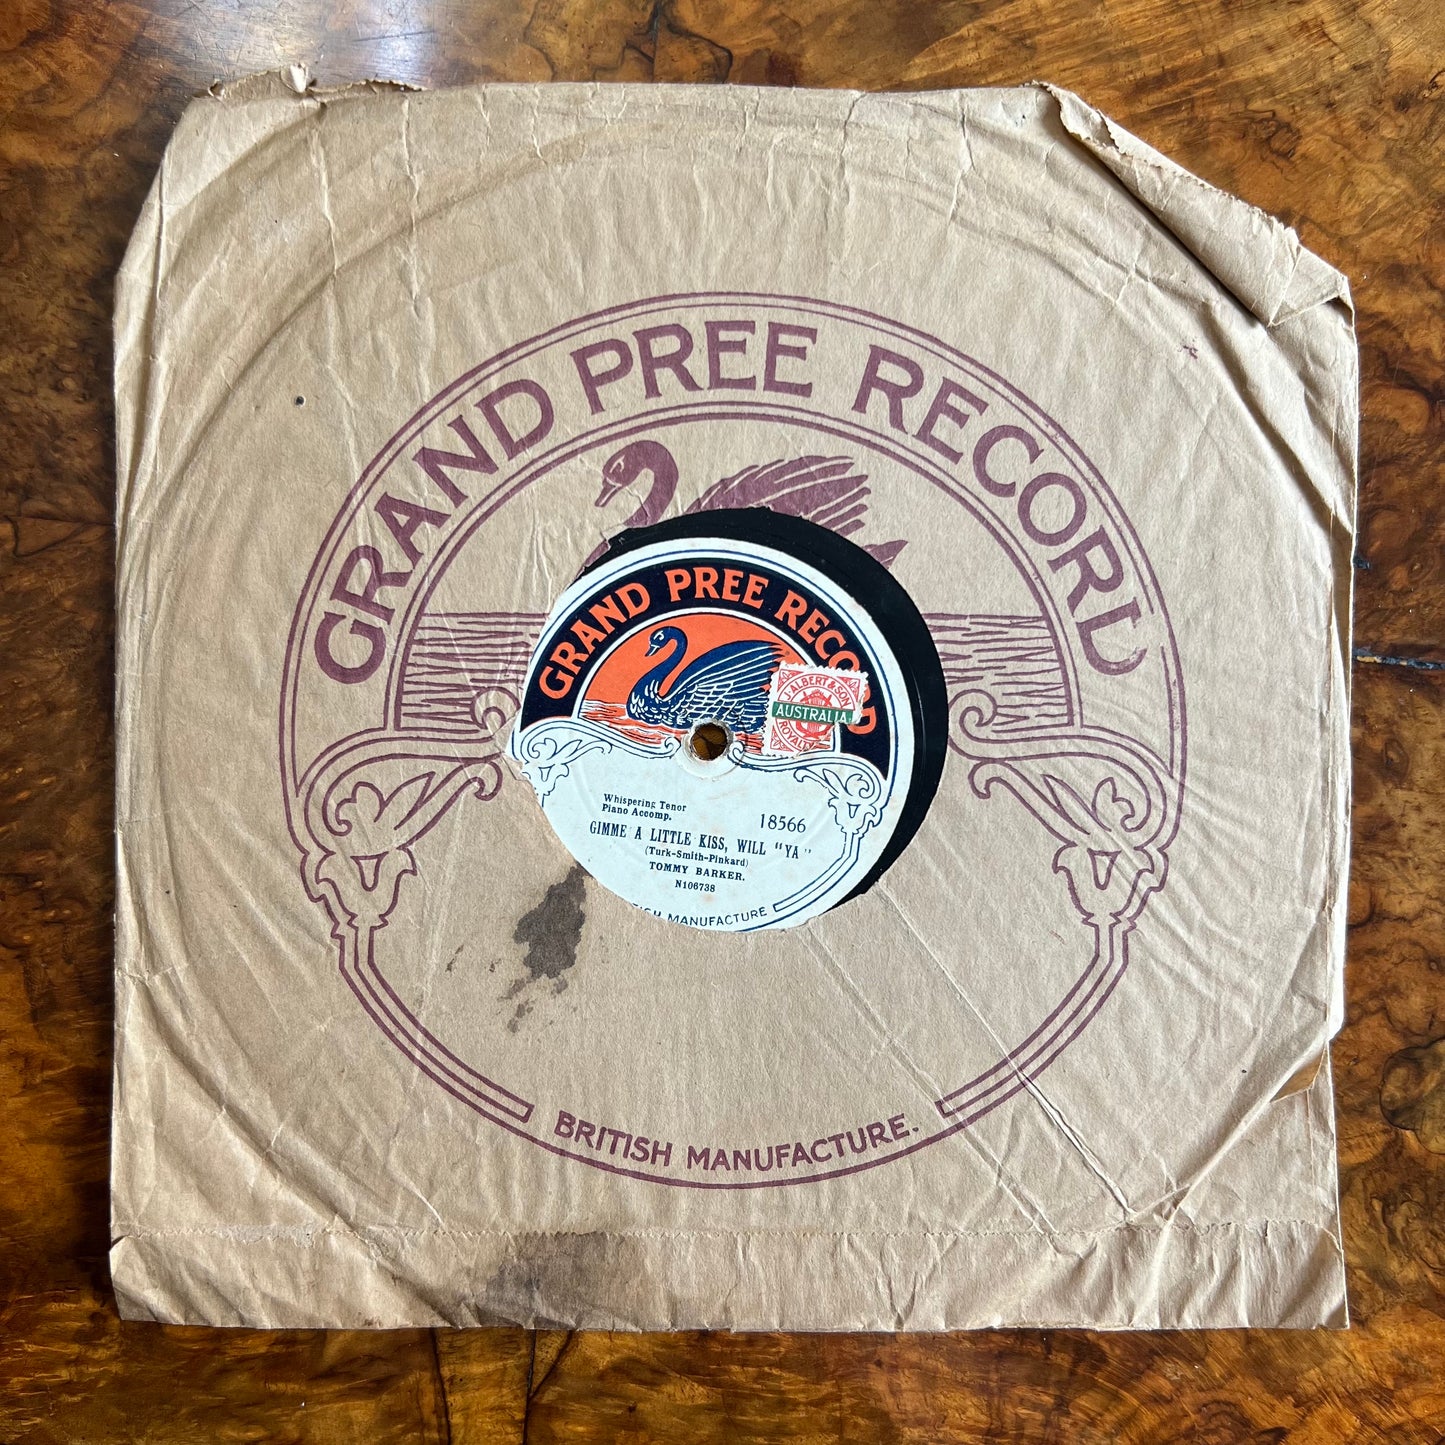 GRAND PREE RECORD
GRAND PREE RECORD
J. ALBERT & SON
AUSTRALIA
Whispering Tenor
Piano Accomp.
18566
GIMME A LITTLE KISS, WILL "YA"
(Turk-Smith-Pinkard)
TOMMY BARKER.
N106738
MANUFACTURE
BRITISH MANUFACTURE.